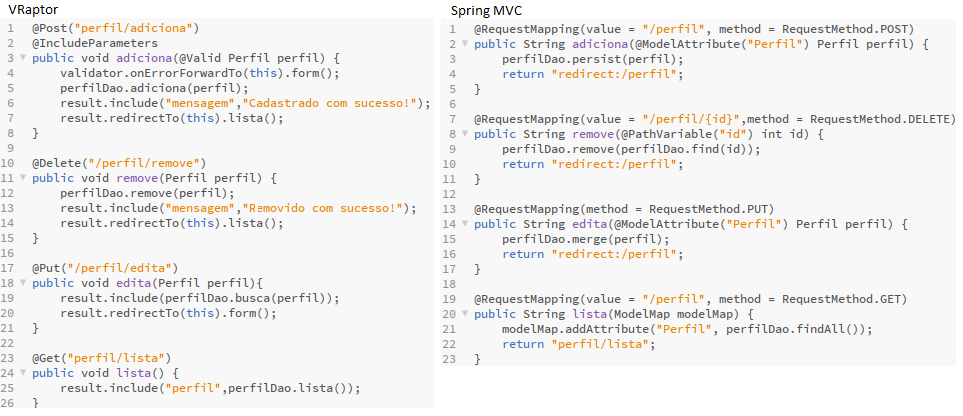 VRaptor
1 @Post("perfil/adiciona")
2 @IncludeParameters
3 public void adiciona(@Valid Perfil perfil) {
4     validator.onErrorForwardTo(this).form();
5     perfilDao.adiciona(perfil);
6     result.include("mensagem","Cadastrado com sucesso!");
7     result.redirectTo(this).lista();
8 }
9
10 @Delete("/perfil/remove")
11 public void remove(Perfil perfil) {
12     perfilDao.remove(perfil);
13     result.include("mensagem","Removido com sucesso!");
14     result.redirectTo(this).lista();
15 }
16
17 @Put("/perfil/edita")
18 public void edita(Perfil perfil){
19     result.include(perfilDao.busca(perfil));
20     result.redirectTo(this).form();
21 }
22
23 @Get("perfil/lista")
24 public void lista() {
25     result.include("perfil",perfilDao.lista());
26 }
Spring MVC
1 @RequestMapping(value = "/perfil", method = RequestMethod.POST)
2 public String adiciona(@ModelAttribute("Perfil") Perfil perfil) {
3     perfilDao.persist(perfil);
4     return "redirect:/perfil";
5 }
6
7 @RequestMapping(value = "/perfil/{id}",method = RequestMethod.DELETE)
8 public String remove(@PathVariable("id") int id) {
9     perfilDao.remove(perfilDao.find(id));
10     return "redirect:/perfil";
11 }
12
13 @RequestMapping(method = RequestMethod.PUT)
14 public String edita(@ModelAttribute("Perfil") Perfil perfil) {
15     perfilDao.merge(perfil);
16     return "redirect:/perfil";
17 }
18
19 @RequestMapping(value = "/perfil", method = RequestMethod.GET)
20 public String lista(ModelMap modelMap) {
21     modelMap.addAttribute("Perfil", perfilDao.findAll());
22     return "perfil/lista";
23 }